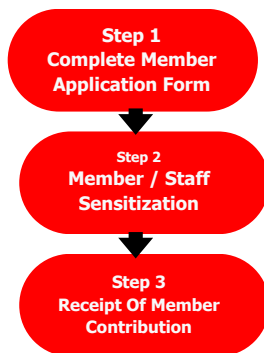 Step 1
Complete Member
Application Form
Step 2
Member / Staff
Sensitization
Step 3
Receipt Of Member
Contribution